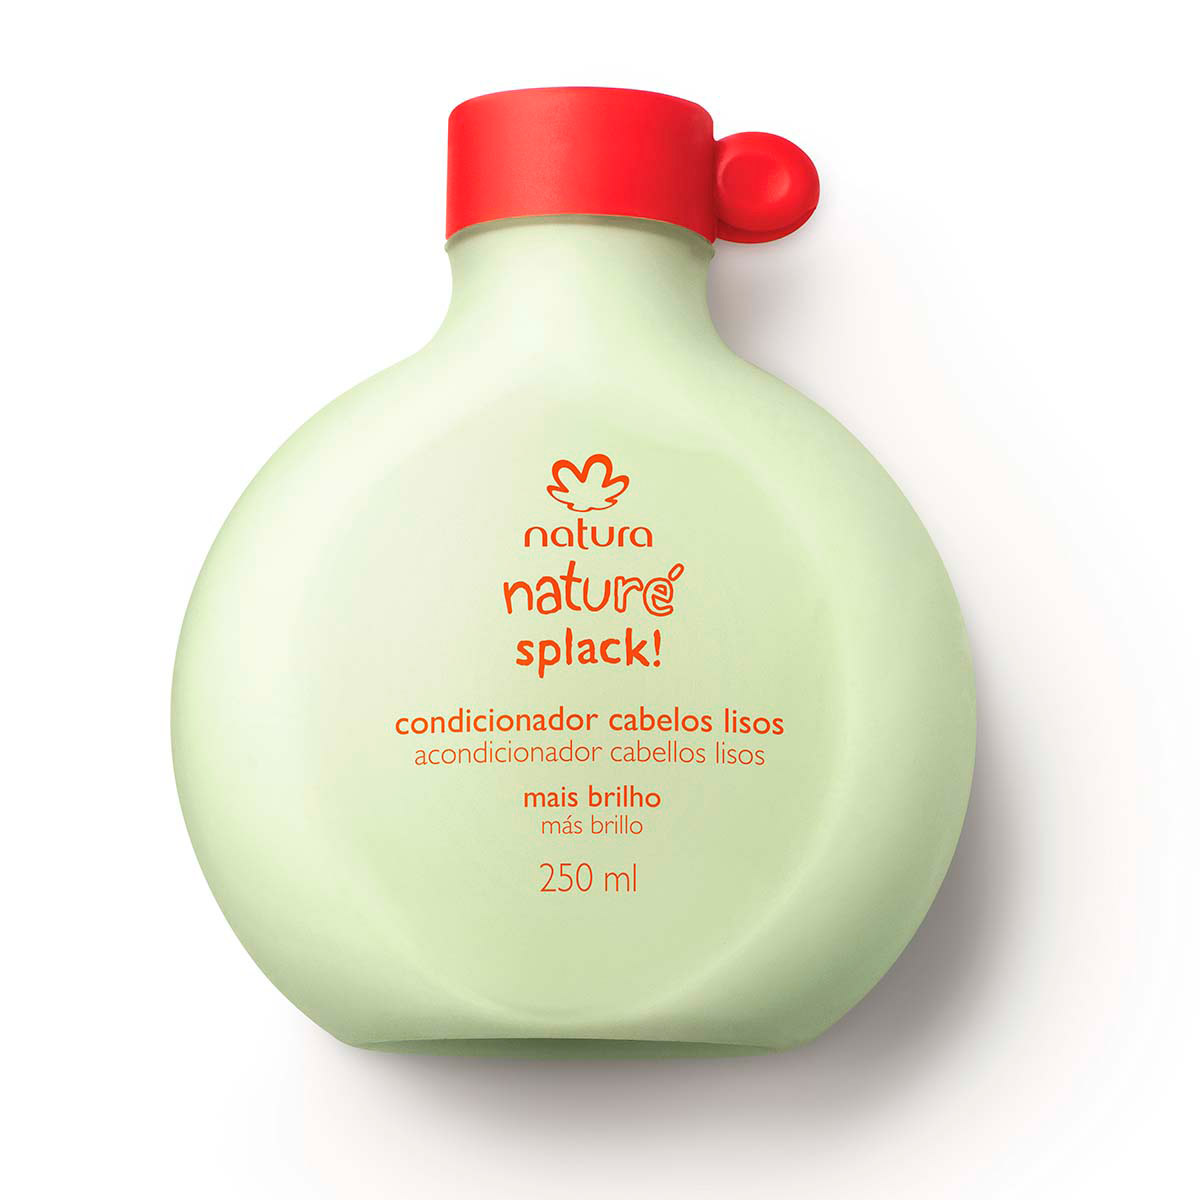 natura
naturé
splack!
condicionador cabelos lisos
acondicionador cabellos lisos
mais brilho
más brillo
250 ml